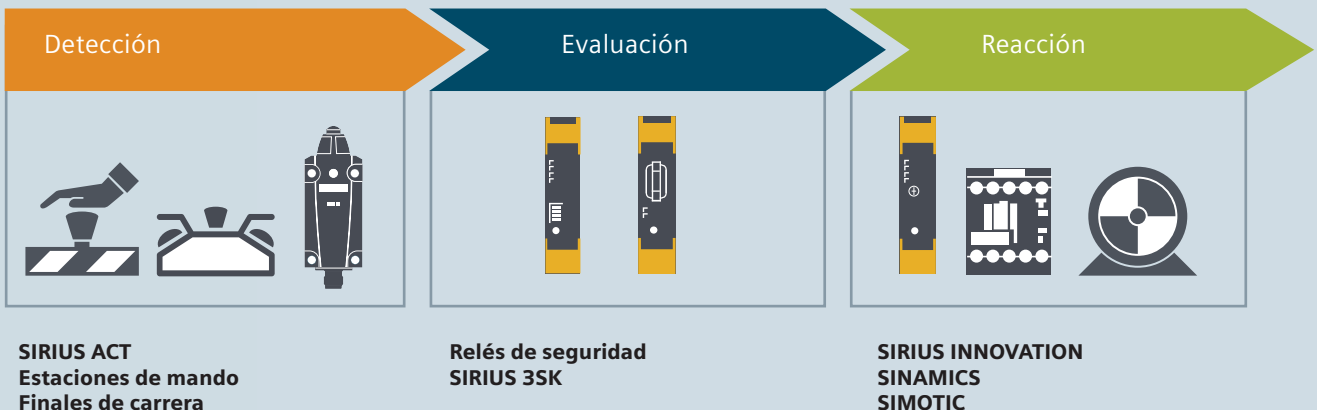 Detección
Evaluación
Reacción
SIRIUS ACT
Estaciones de mando
Finales de carrera
Relés de seguridad
SIRIUS 3SK
SIRIUS INNOVATION
SINAMICS
SIMOTIC